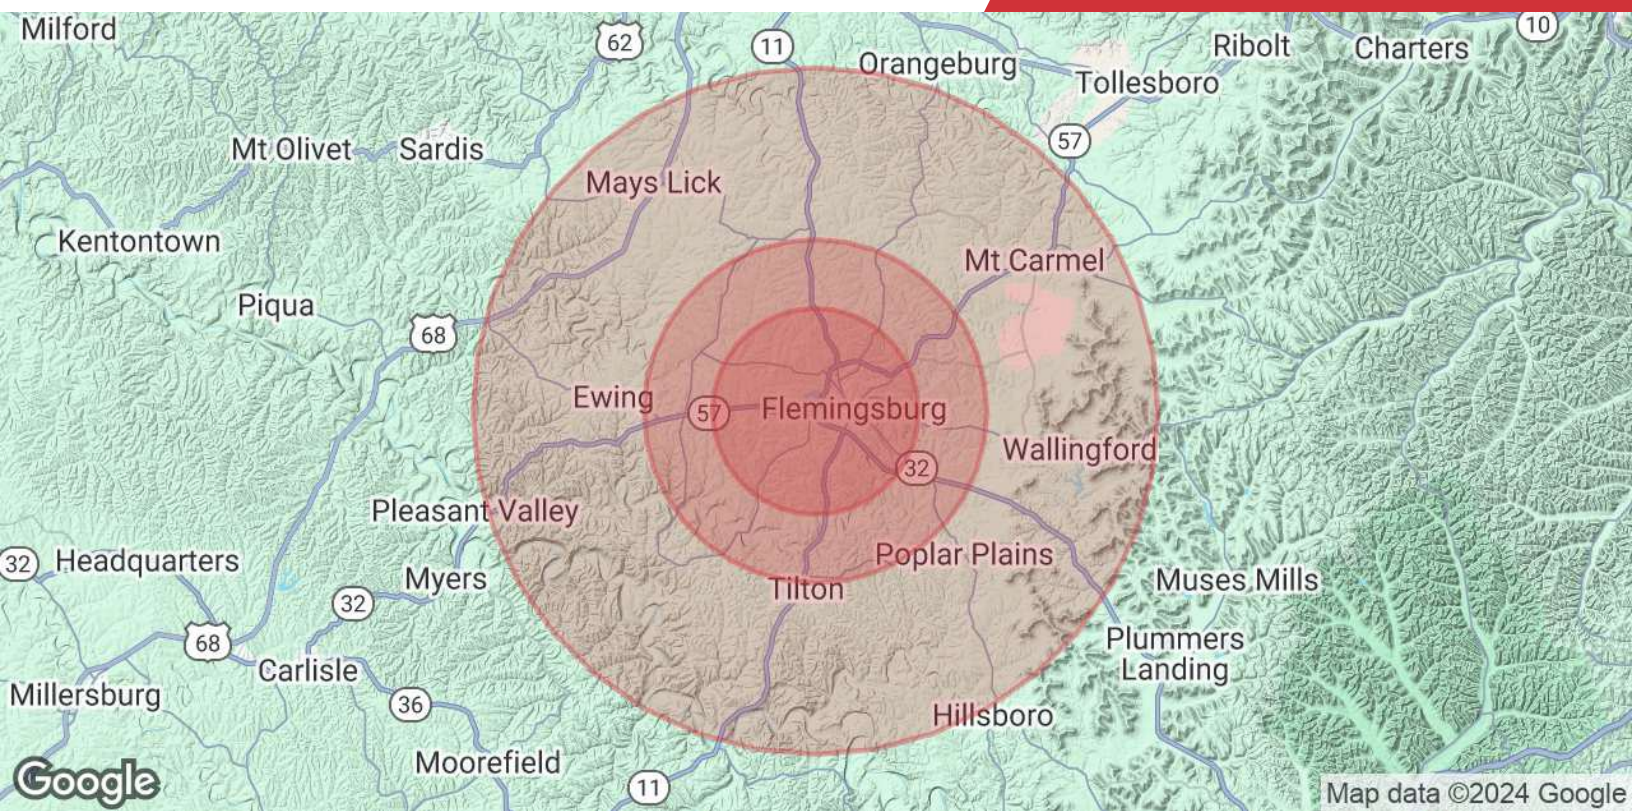 Milford
62
11
Orangeburg
Ribolt
Charters
10
Tollesboro
57
Mt Olivet
Sardis
Mays Lick
Kentontown
Mt Carmel
Piqua
68
Ewing
57
Flemingsburg
Wallingford
32
Pleasant Valley
Headquarters
32
Myers
Poplar Plains
Tilton
Muses Mills
32
68
Carlisle
Plummers
Landing
Millersburg
36
Hillsboro
Moorefield
11
Google
Map data ©2024 Google